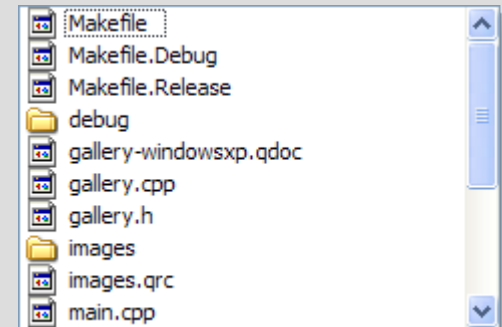 Makefile
Makefile.Debug
Makefile.Release
debug
gallery-windowsxp.qdoc
gallery.cpp
gallery.h
images
images.qrc
main.cpp